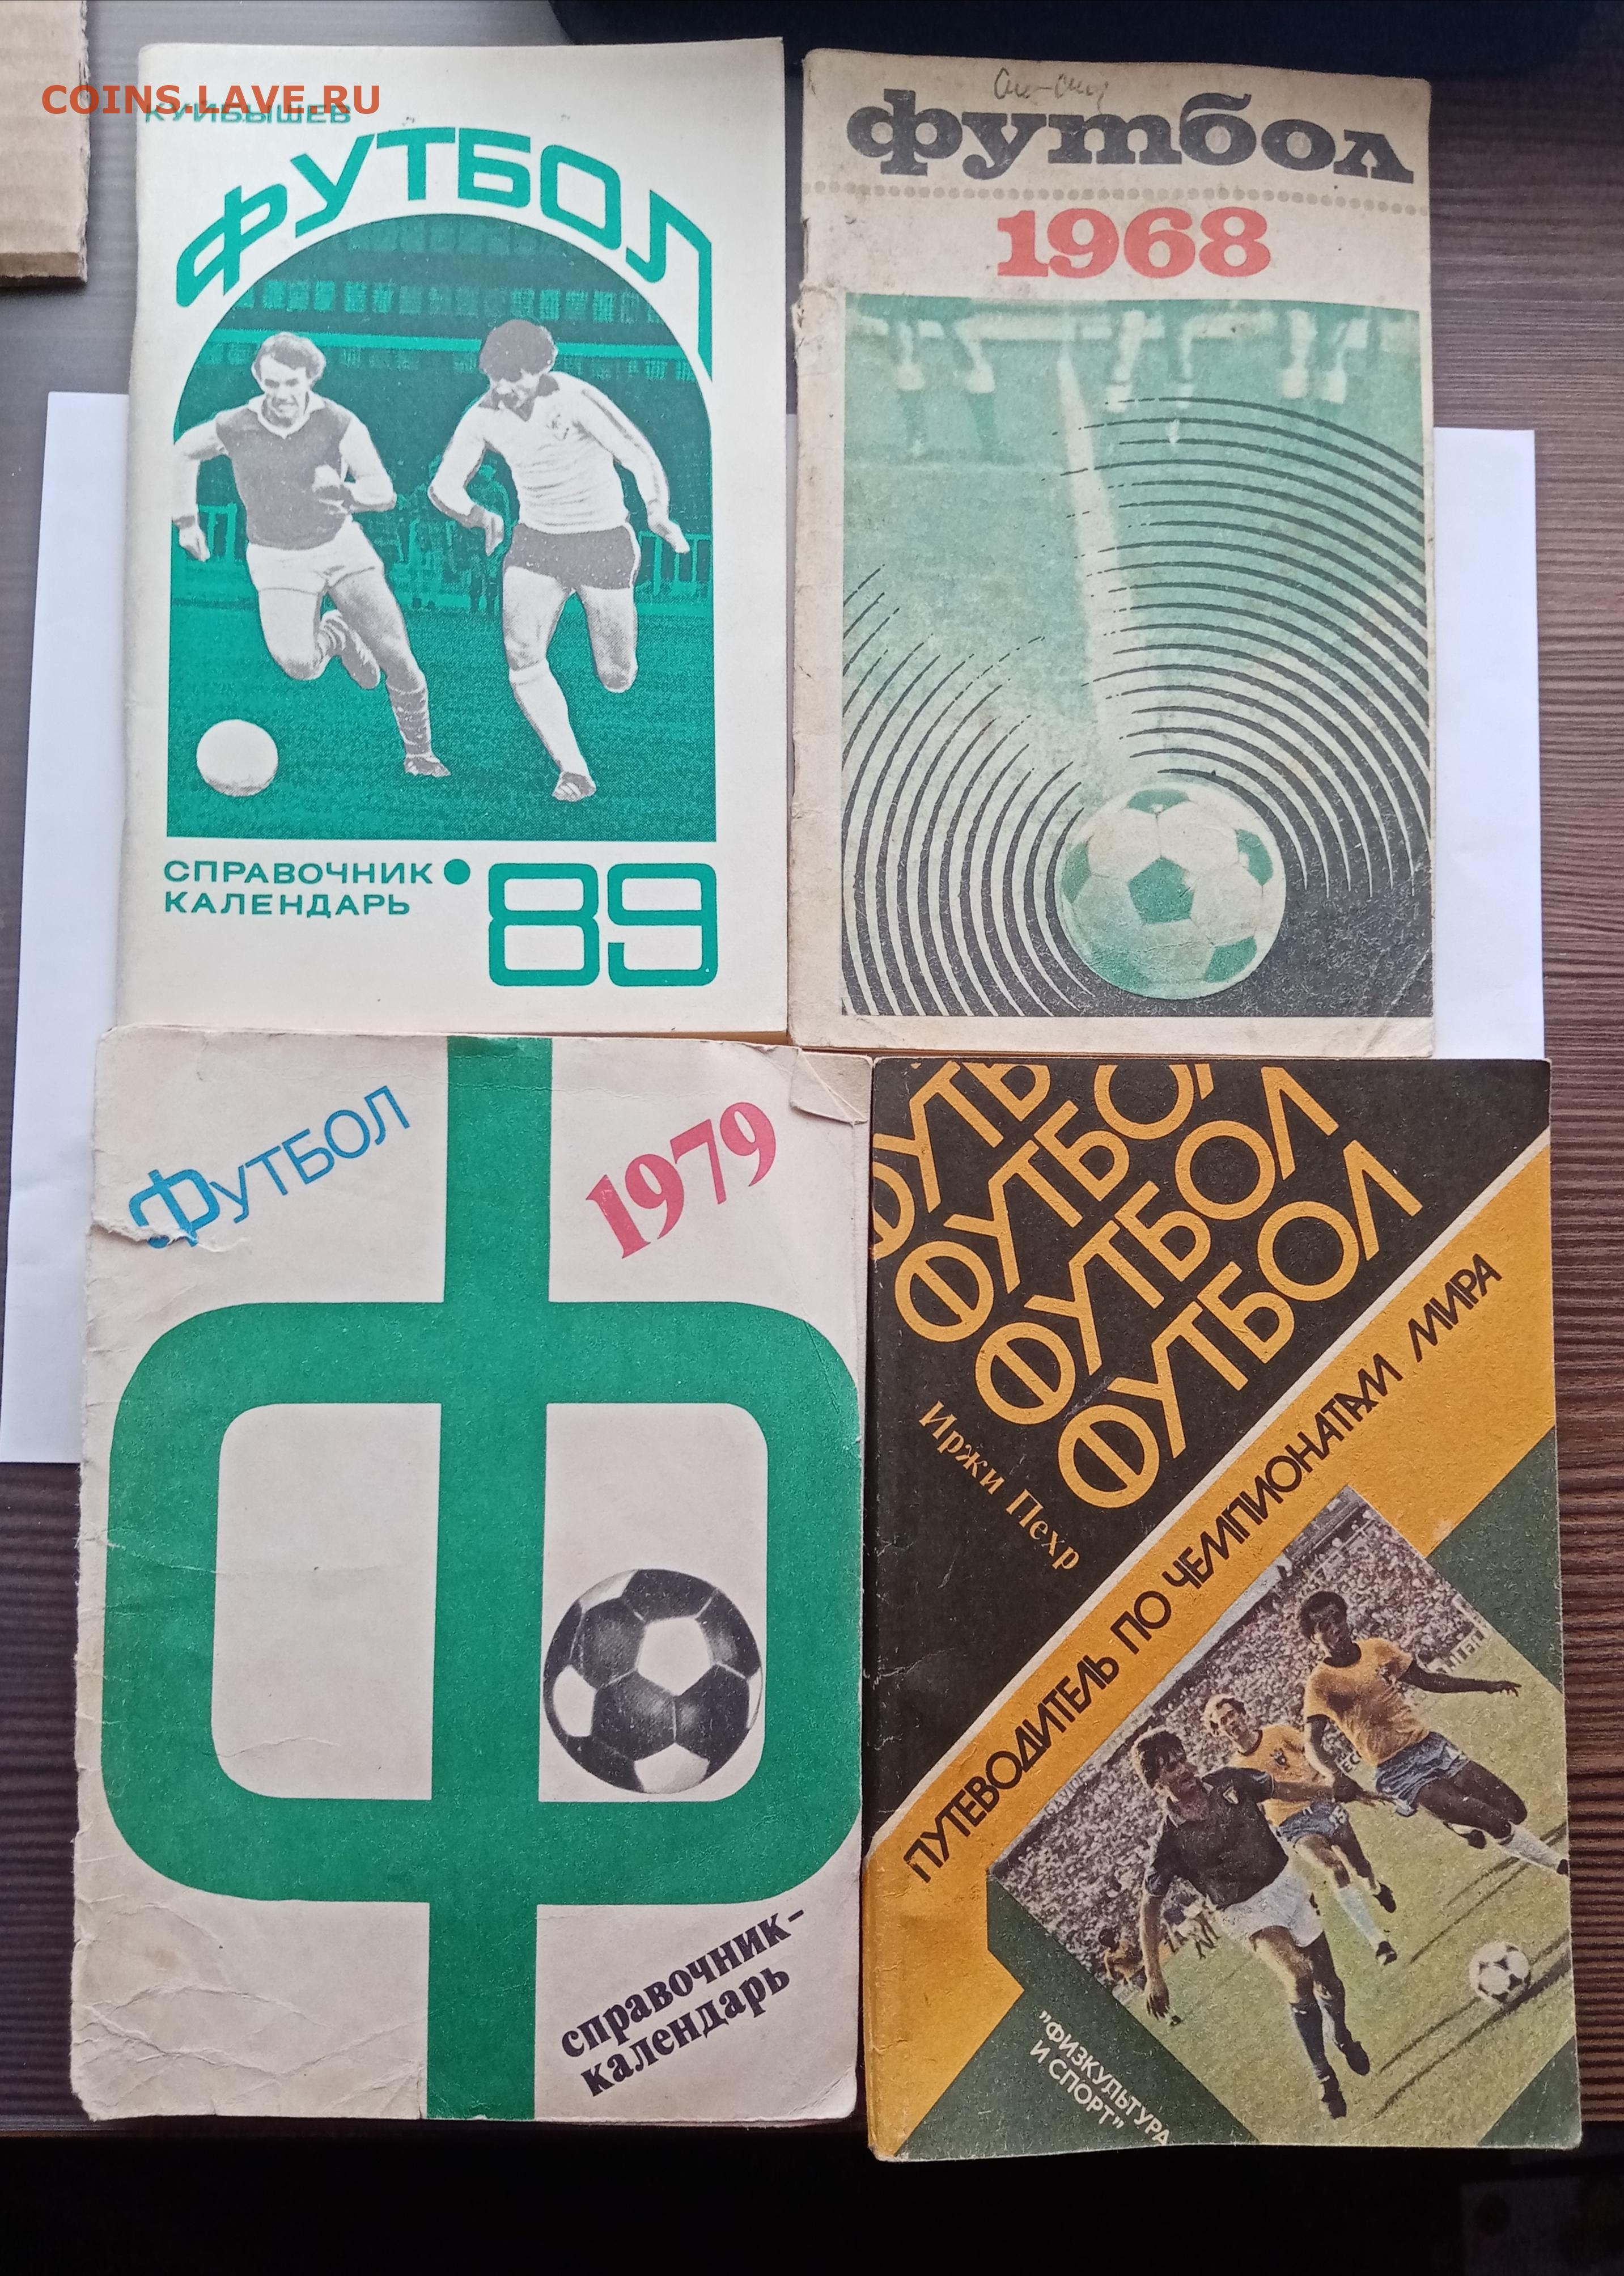 COINS.LAVE.RU
КУЙБЫШЕВ
ФУТБОЛ
СПРАВОЧНИК •
КАЛЕНДАРЬ
89
футбол
1968
Футбол
1979
справочник-
календарь
ФУТЬ
ФУТБОЛ
ФУТБОЛ
ФУТБОЛ
Иржи Пехр
ПУТЕВОДИТЕЛЬ ПО ЧЕМПИОНАТАМ МИРА
"ФИЗКУЛЬТУРА
И СПОРТ"